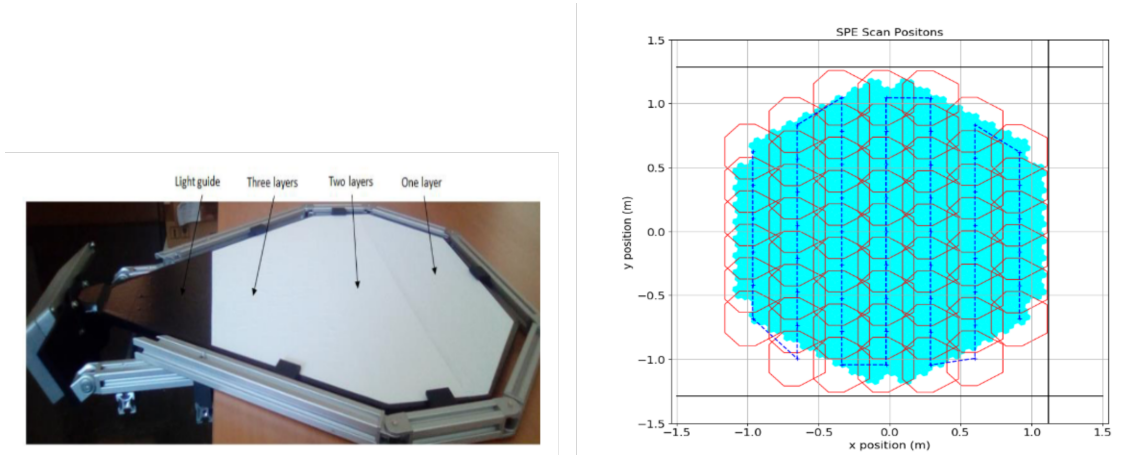 Light guide Three layers Two layers One layer
SPE Scan Positons
1.5
1.0
0.5
0.0
−0.5
−1.0
−1.5
y position (m)
−1.5 −1.0 −0.5 0.0 0.5 1.0 1.5
x position (m)